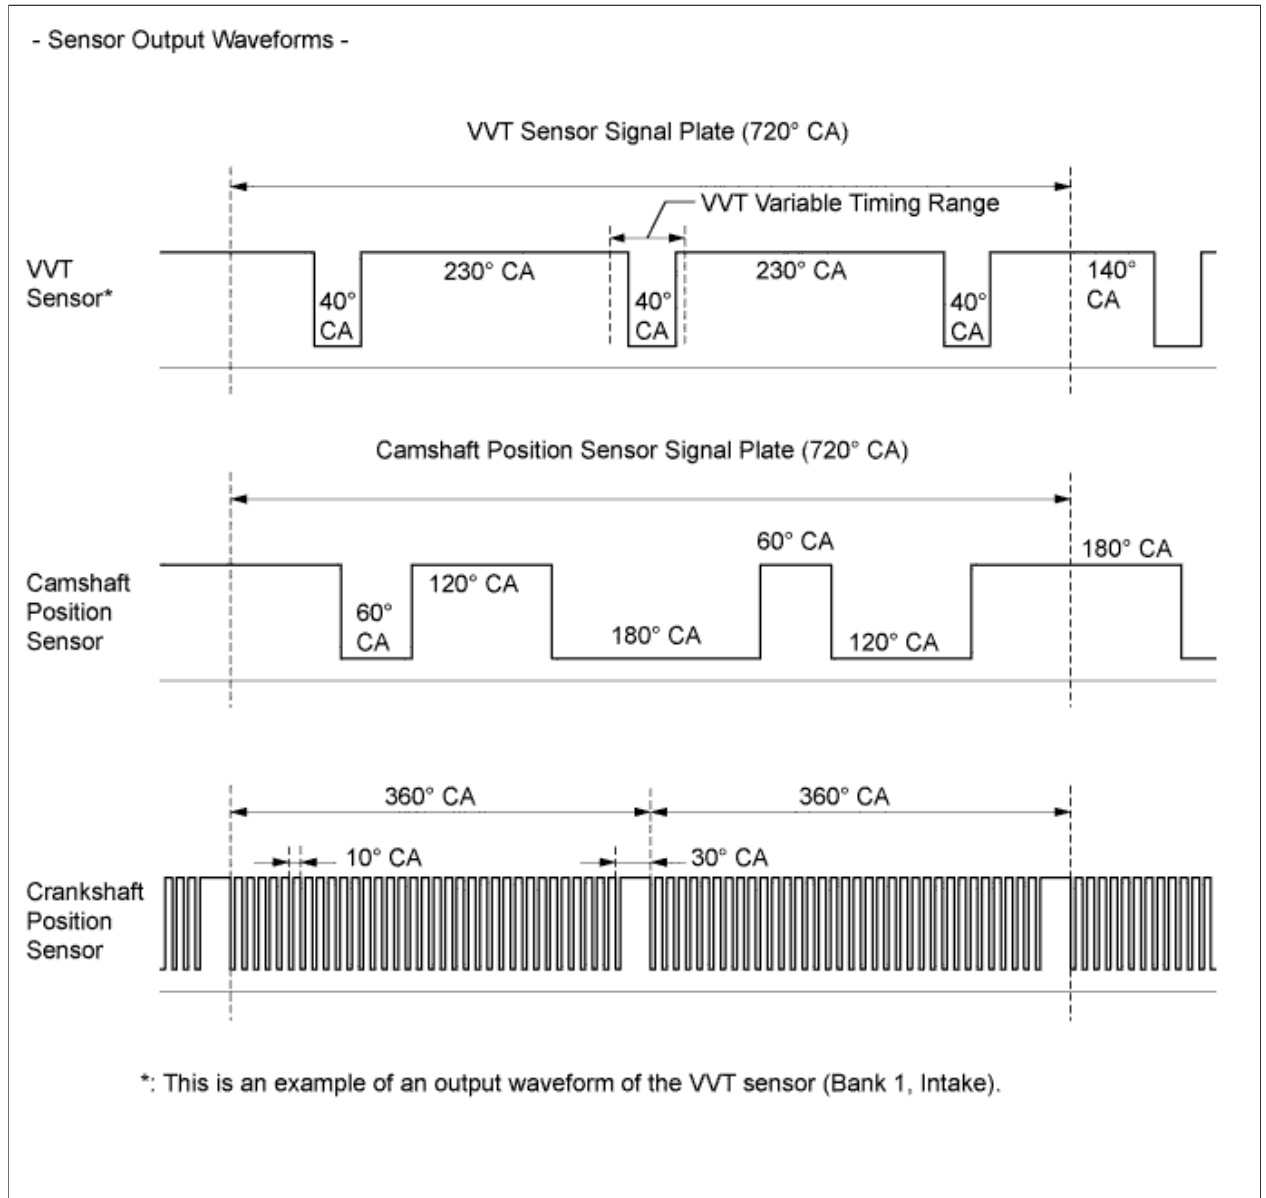 - Sensor Output Waveforms -
VVT Sensor Signal Plate (720° CA)
VVT Variable Timing Range
VVT
Sensor*
40°
CA
230° CA
40°
CA
230° CA
40°
CA
140°
CA
Camshaft Position Sensor Signal Plate (720° CA)
Camshaft
Position
Sensor
60°
CA
120° CA
180° CA
60° CA
120° CA
180° CA
360° CA
360° CA
10° CA
30° CA
Crankshaft
Position
Sensor
*: This is an example of an output waveform of the VVT sensor (Bank 1, Intake).